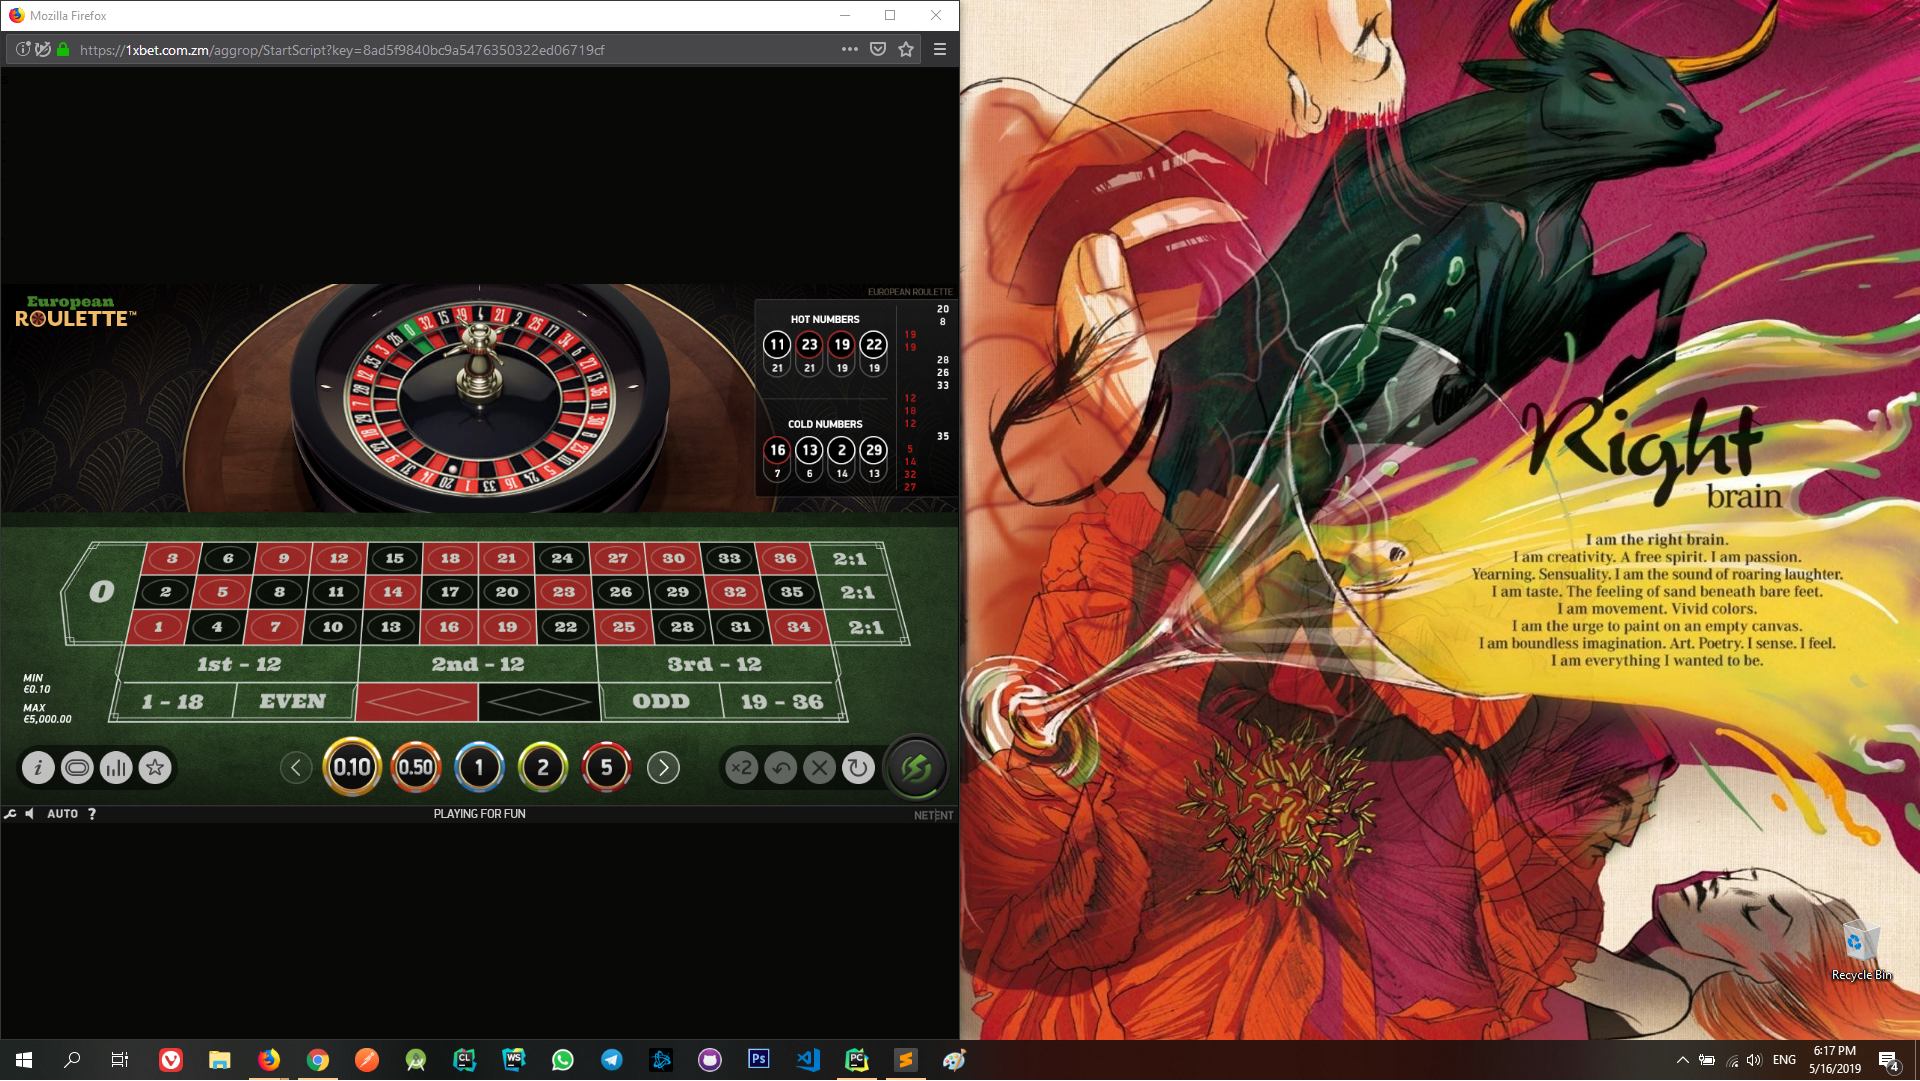 Mozilla Firefox
https://1xbet.com.zm/aggrop/StartScript?key=8ad5f9840bc9a5476350322ed06719cf
European
ROULETTE™
EUROPEAN ROULETTE
HOT NUMBERS
11 23 19 22
21 21 19 19
COLD NUMBERS
16 13 2 29
7 6 14 13
20
8
19
19
28
26
33
12
18
12
35
5
14
32
27
0
3 6 9 12 15 18 21 24 27 30 33 36 2:1
2 5 8 11 14 17 20 23 26 29 32 35 2:1
1 4 7 10 13 16 19 22 25 28 31 34 2:1
1st - 12 2nd - 12 3rd - 12
1 - 18 EVEN ODD 19 - 36
MIN
€0.10
MAX
€5,000.00
0.10 0.50 1 2 5
×2
AUTO ?
PLAYING FOR FUN
NETENT
Right
brain
I am the right brain.
I am creativity. A free spirit. I am passion.
Yearning. Sensuality. I am the sound of roaring laughter.
I am taste. The feeling of sand beneath bare feet.
I am movement. Vivid colors.
I am the urge to paint on an empty canvas.
I am boundless imagination. Art. Poetry. I sense. I feel.
I am everything I wanted to be.
Recycle Bin
CL
WS
Ps
PC
ENG
6:17 PM
5/16/2019
4